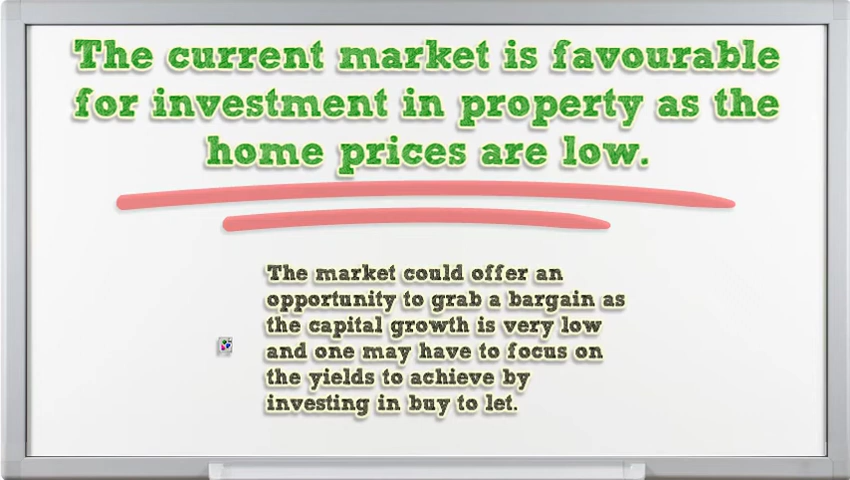 The current market is favourable
for investment in property as the
home prices are low.
The market could offer an
opportunity to grab a bargain as
the capital growth is very low
and one may have to focus on
the yields to achieve by
investing in buy to let.